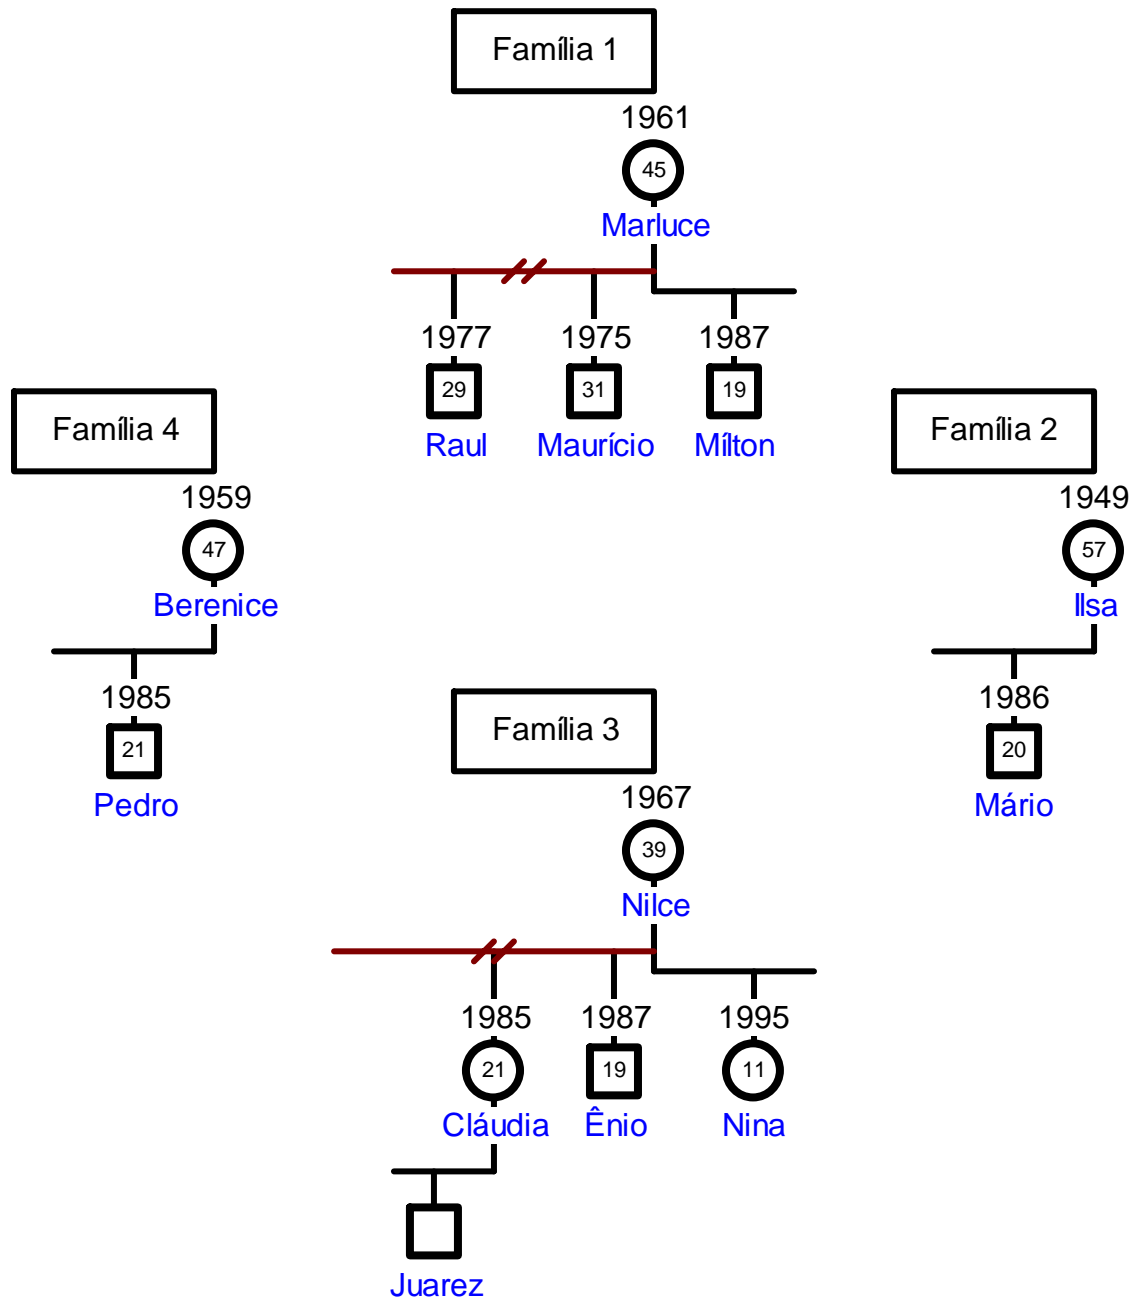 Família 1
1961
45
Marluce
1977 1975 1987
29 31 19
Raul Maurício Mílton
Família 4
1959
47
Berenice
1985
21
Pedro
Família 2
1949
57
Ilsa
1986
20
Mário
Família 3
1967
39
Nilce
1985 1987 1995
21 19 11
Cláudia Ênio Nina
Juarez